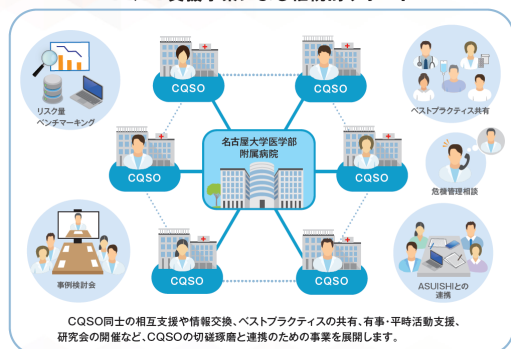 CQSO
CQSO
リスク量
ベンチマーキング
ベストプラクティス共有
名古屋大学医学部
附属病院
CQSO
CQSO
危機管理相談
事例検討会
CQSO
CQSO
ASUISHIとの
連携
CQSO同士の相互支援や情報交換、ベストプラクティスの共有、有事・平時活動支援、
研究会の開催など、CQSOの切磋琢磨と連携のための事業を展開します。